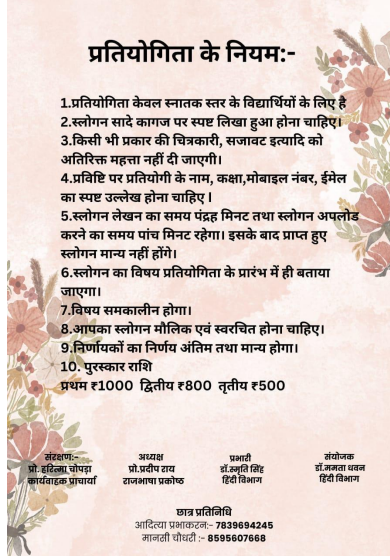 प्रतियोगिता के नियम:-
1.प्रतियोगिता केवल स्नातक स्तर के विद्यार्थियों के लिए है
2.स्लोगन सादे कागज पर स्पष्ट लिखा हुआ होना चाहिए।
3.किसी भी प्रकार की चित्रकारी, सजावट इत्यादि को
अतिरिक्त महत्ता नहीं दी जाएगी।
4.प्रविष्टि पर प्रतियोगी के नाम, कक्षा,मोबाइल नंबर, ईमेल
का स्पष्ट उल्लेख होना चाहिए ।
5.स्लोगन लेखन का समय पंद्रह मिनट तथा स्लोगन अपलोड
करने का समय पांच मिनट रहेगा। इसके बाद प्राप्त हुए
स्लोगन मान्य नहीं होंगे।
6.स्लोगन का विषय प्रतियोगिता के प्रारंभ में ही बताया
जाएगा।
7.विषय समकालीन होगा।
8.आपका स्लोगन मौलिक एवं स्वरचित होना चाहिए।
9.निर्णायकों का निर्णय अंतिम तथा मान्य होगा।
10. पुरस्कार राशि
प्रथम ₹1000 द्वितीय ₹800 तृतीय ₹500
संरक्षण:- अध्यक्ष प्रभारी संयोजक
प्रो. हरित्मा चोपड़ा प्रो.प्रदीप राय डॉ.स्मृति सिंह डॉ.ममता धवन
कार्यवाहक प्राचार्या राजभाषा प्रकोष्ठ हिंदी विभाग हिंदी विभाग
छात्र प्रतिनिधि
आदित्या प्रभाकरन:- 7839694245
मानसी चौधरी :- 8595607668